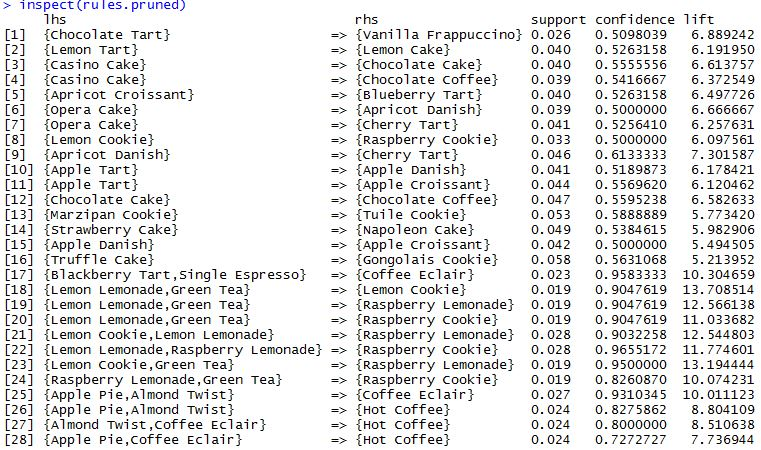 > inspect(rules.pruned)
lhs rhs support confidence lift
[1] {Chocolate Tart} => {Vanilla Frappuccino} 0.026 0.5098039 6.889242
[2] {Lemon Tart} => {Lemon Cake} 0.040 0.5263158 6.191950
[3] {Casino Cake} => {Chocolate Cake} 0.040 0.5555556 6.613757
[4] {Casino Cake} => {Chocolate Coffee} 0.039 0.5416667 6.372549
[5] {Apricot Croissant} => {Blueberry Tart} 0.040 0.5263158 6.497726
[6] {Opera Cake} => {Apricot Danish} 0.039 0.5000000 6.666667
[7] {Opera Cake} => {Cherry Tart} 0.041 0.5256410 6.257631
[8] {Lemon Cookie} => {Raspberry Cookie} 0.033 0.5000000 6.097561
[9] {Apricot Danish} => {Cherry Tart} 0.046 0.6133333 7.301587
[10] {Apple Tart} => {Apple Danish} 0.041 0.5189873 6.178421
[11] {Apple Tart} => {Apple Croissant} 0.044 0.5569620 6.120462
[12] {Chocolate Cake} => {Chocolate Coffee} 0.047 0.5595238 6.582633
[13] {Marzipan Cookie} => {Tuile Cookie} 0.053 0.5888889 5.773420
[14] {Strawberry Cake} => {Napoleon Cake} 0.049 0.5384615 5.982906
[15] {Apple Danish} => {Apple Croissant} 0.042 0.5000000 5.494505
[16] {Truffle Cake} => {Gongolais Cookie} 0.058 0.5631068 5.213952
[17] {Blackberry Tart,Single Espresso} => {Coffee Eclair} 0.023 0.9583333 10.304659
[18] {Lemon Lemonade,Green Tea} => {Lemon Cookie} 0.019 0.9047619 13.708514
[19] {Lemon Lemonade,Green Tea} => {Raspberry Lemonade} 0.019 0.9047619 12.566138
[20] {Lemon Lemonade,Green Tea} => {Raspberry Cookie} 0.019 0.9047619 11.033682
[21] {Lemon Cookie,Lemon Lemonade} => {Raspberry Lemonade} 0.028 0.9032258 12.544803
[22] {Lemon Lemonade,Raspberry Lemonade} => {Raspberry Cookie} 0.028 0.9655172 11.774601
[23] {Lemon Cookie,Green Tea} => {Raspberry Lemonade} 0.019 0.9500000 13.194444
[24] {Raspberry Lemonade,Green Tea} => {Raspberry Cookie} 0.019 0.8260870 10.074231
[25] {Apple Pie,Almond Twist} => {Coffee Eclair} 0.027 0.9310345 10.011123
[26] {Apple Pie,Almond Twist} => {Hot Coffee} 0.024 0.8275862 8.804109
[27] {Almond Twist,Coffee Eclair} => {Hot Coffee} 0.024 0.8000000 8.510638
[28] {Apple Pie,Coffee Eclair} => {Hot Coffee} 0.024 0.7272727 7.736944